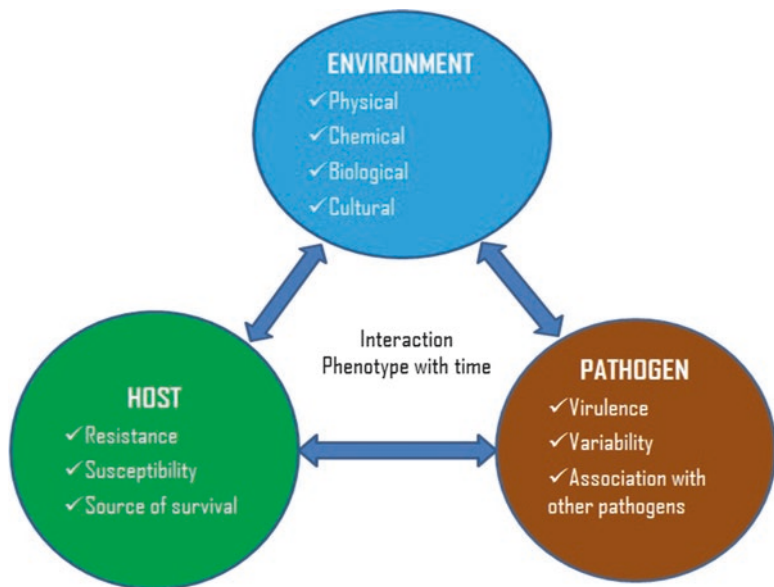 ENVIRONMENT
✓Physical
✓Chemical
✓Biological
✓Cultural
Interaction
Phenotype with time
HOST
✓Resistance
✓Susceptibility
✓Source of survival
PATHOGEN
✓Virulence
✓Variability
✓Association with
other pathogens